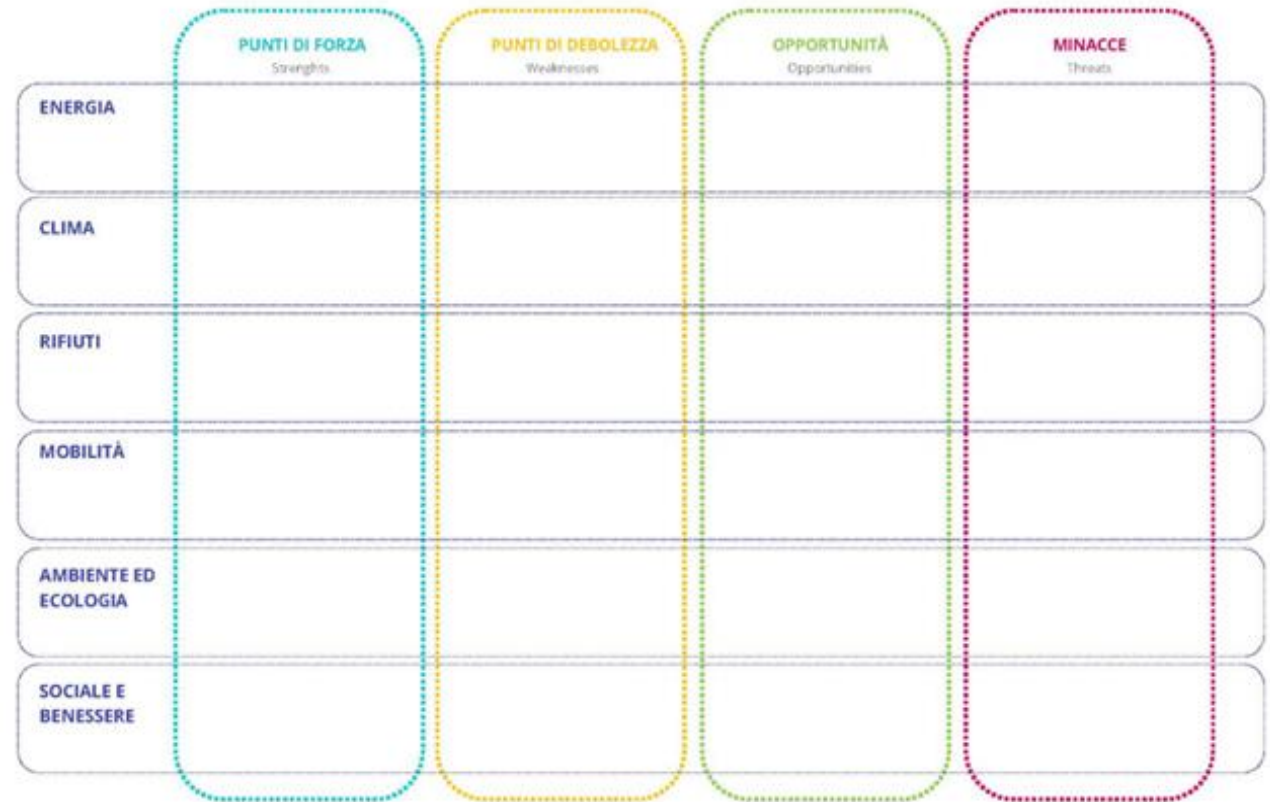 PUNTI DI FORZA
Strenghts
PUNTI DI DEBOLEZZA
Weaknesses
OPPORTUNITÀ
Opportunities
MINACCE
Threats
ENERGIA
CLIMA
RIFIUTI
MOBILITÀ
AMBIENTE ED
ECOLOGIA
SOCIALE E
BENESSERE